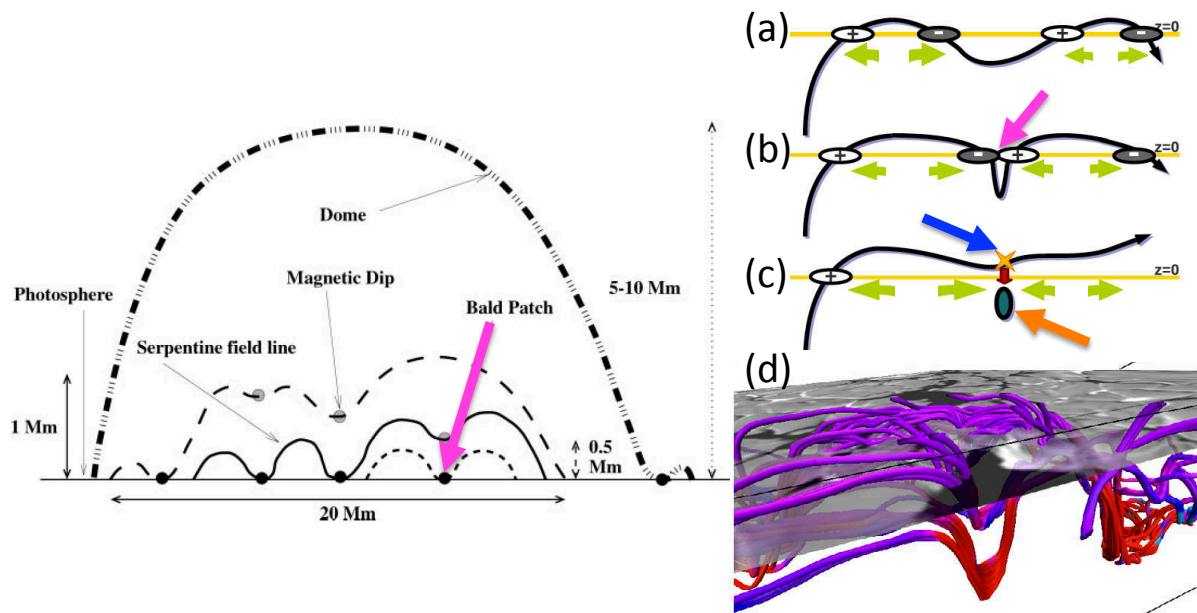 Dome
Magnetic Dip
Photosphere
Bald Patch
5-10 Mm
Serpentine field line
1 Mm
0.5
Mm
20 Mm
(a)
+
-
+
-
z=0
(b)
+
-
+
-
z=0
(c)
+
z=0
(d)